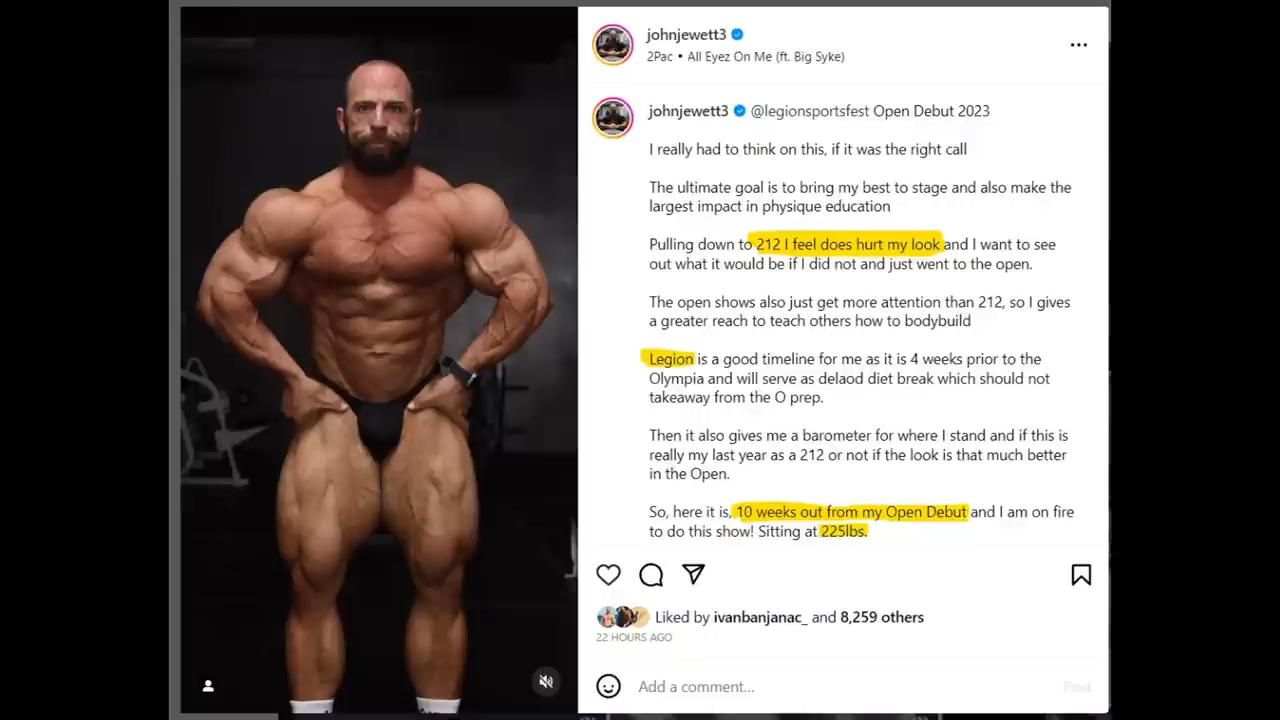 johnjewett3
2Pac • All Eyez On Me (ft. Big Syke)
johnjewett3 @legionsportsfest Open Debut 2023
I really had to think on this, if it was the right call
The ultimate goal is to bring my best to stage and also make the
largest impact in physique education
Pulling down to 212 I feel does hurt my look and I want to see
out what it would be if I did not and just went to the open.
The open shows also just get more attention than 212, so I gives
a greater reach to teach others how to bodybuild
Legion is a good timeline for me as it is 4 weeks prior to the
Olympia and will serve as delaod diet break which should not
takeaway from the O prep.
Then it also gives me a barometer for where I stand and if this is
really my last year as a 212 or not if the look is that much better
in the Open.
So, here it is, 10 weeks out from my Open Debut and I am on fire
to do this show! Sitting at 225lbs.
Liked by ivanbanjanac_ and 8,259 others
22 HOURS AGO
Add a comment...
Post